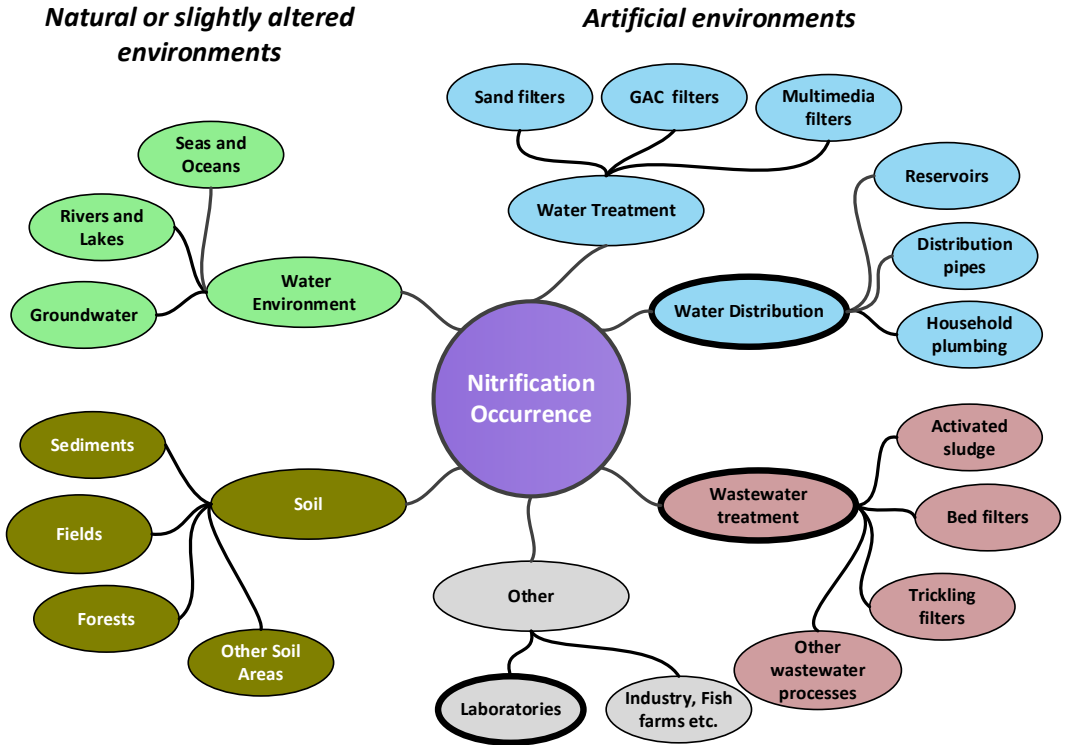 Natural or slightly altered
environments
Artificial environments
Sand filters
GAC filters
Multimedia
filters
Seas and
Oceans
Reservoirs
Rivers and
Lakes
Water Treatment
Distribution
pipes
Water
Environment
Groundwater
Water Distribution
Household
plumbing
Nitrification
Occurrence
Sediments
Activated
sludge
Soil
Wastewater
treatment
Fields
Bed filters
Forests
Other
Trickling
filters
Other Soil
Areas
Other
wastewater
processes
Laboratories
Industry, Fish
farms etc.